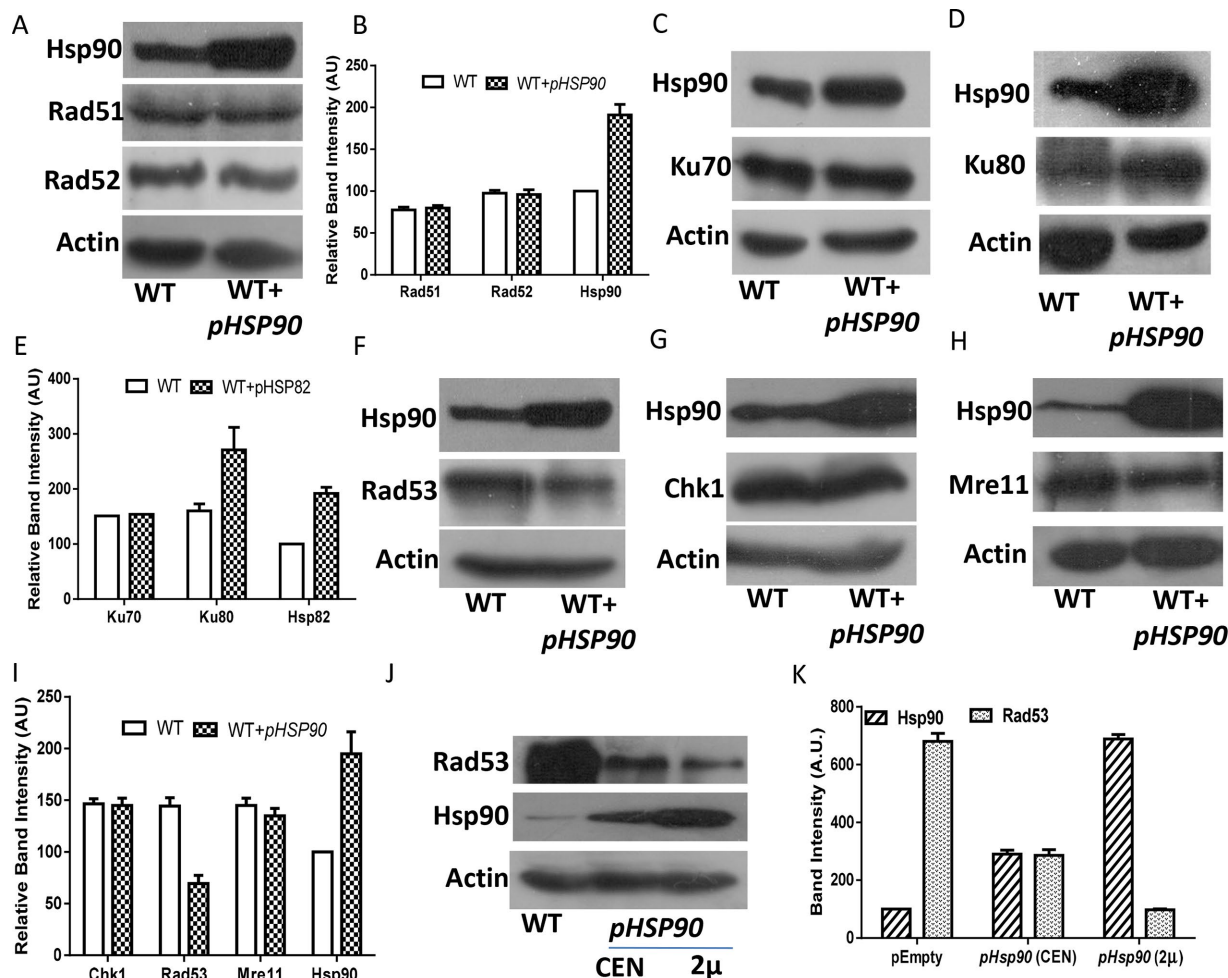 A
Hsp90
Rad51
Rad52
Actin
WT
WT+
pHSP90
B
Relative Band Intensity (AU)
250
200
150
100
50
0
WT
WT+pHSP90
Rad51
Rad52
Hsp90
C
Hsp90
Ku70
Actin
WT
WT+
pHSP90
D
Hsp90
Ku80
Actin
WT
WT+
pHSP90
E
Relative Band Intensity (AU)
400
300
200
100
0
WT
WT+pHSP82
Ku70
Ku80
Hsp82
F
Hsp90
Rad53
Actin
WT
WT+
pHSP90
G
Hsp90
Chk1
Actin
WT
WT+
pHSP90
H
Hsp90
Mre11
Actin
WT
WT+
pHSP90
I
Relative Band Intensity (AU)
250
200
150
100
50
0
WT
WT+pHSP90
Chk1
Rad53
Mre11
Hsp90
J
Rad53
Hsp90
Actin
WT
pHSP90
CEN
2μ
K
Band Intensity (A.U.)
800
600
400
200
0
Hsp90
Rad53
pEmpty
pHsp90 (CEN)
pHsp90 (2μ)